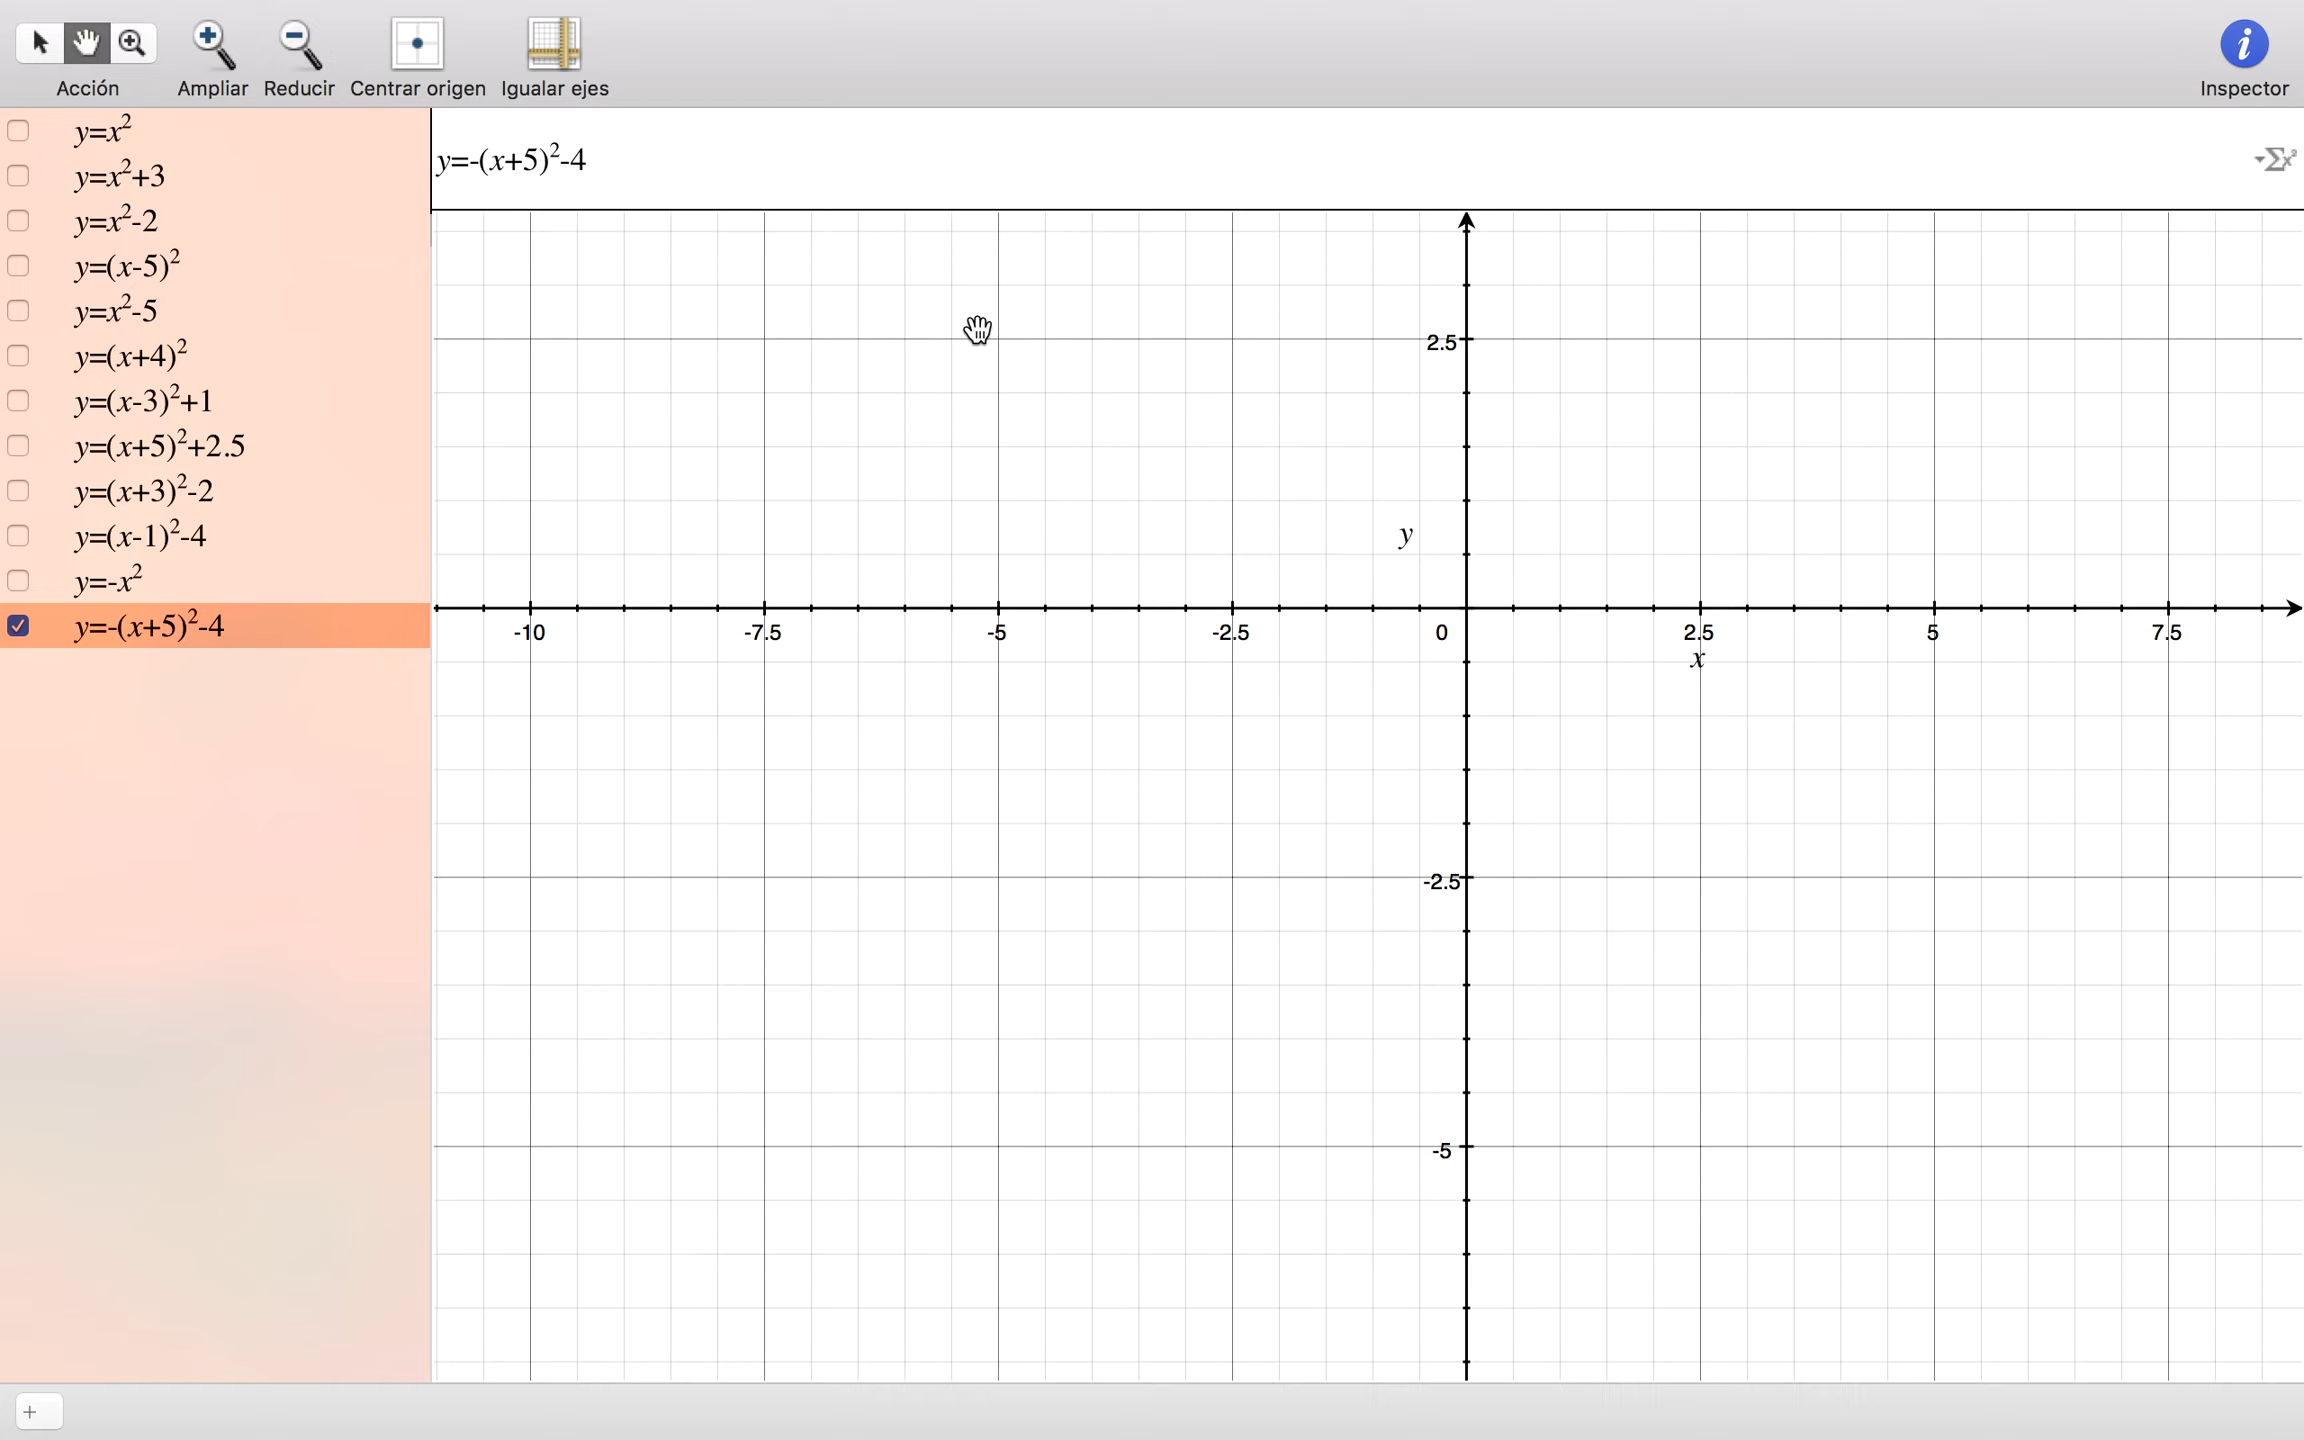 Acción
Ampliar
Reducir
Centrar origen
Igualar ejes
Inspector
y=x²
y=x²+3
y=x²-2
y=(x-5)²
y=x²-5
y=(x+4)²
y=(x-3)²+1
y=(x+5)²+2.5
y=(x+3)²-2
y=(x-1)²-4
y=-x²
y=-(x+5)²-4
y=-(x+5)²-4
Σx²
2.5
y
-10 -7.5 -5 -2.5 0 2.5 5 7.5
x
-2.5
-5